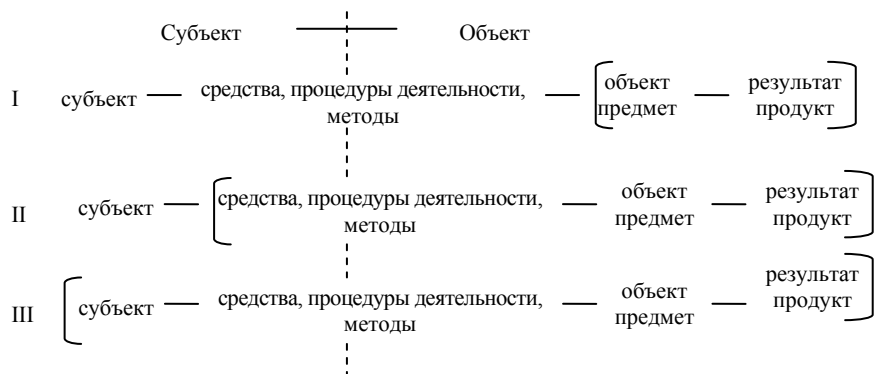 Субъект Объект
I субъект средства, процедуры деятельности, методы объект предмет результат продукт
II субъект средства, процедуры деятельности, методы объект предмет результат продукт
III субъект средства, процедуры деятельности, методы объект предмет результат продукт